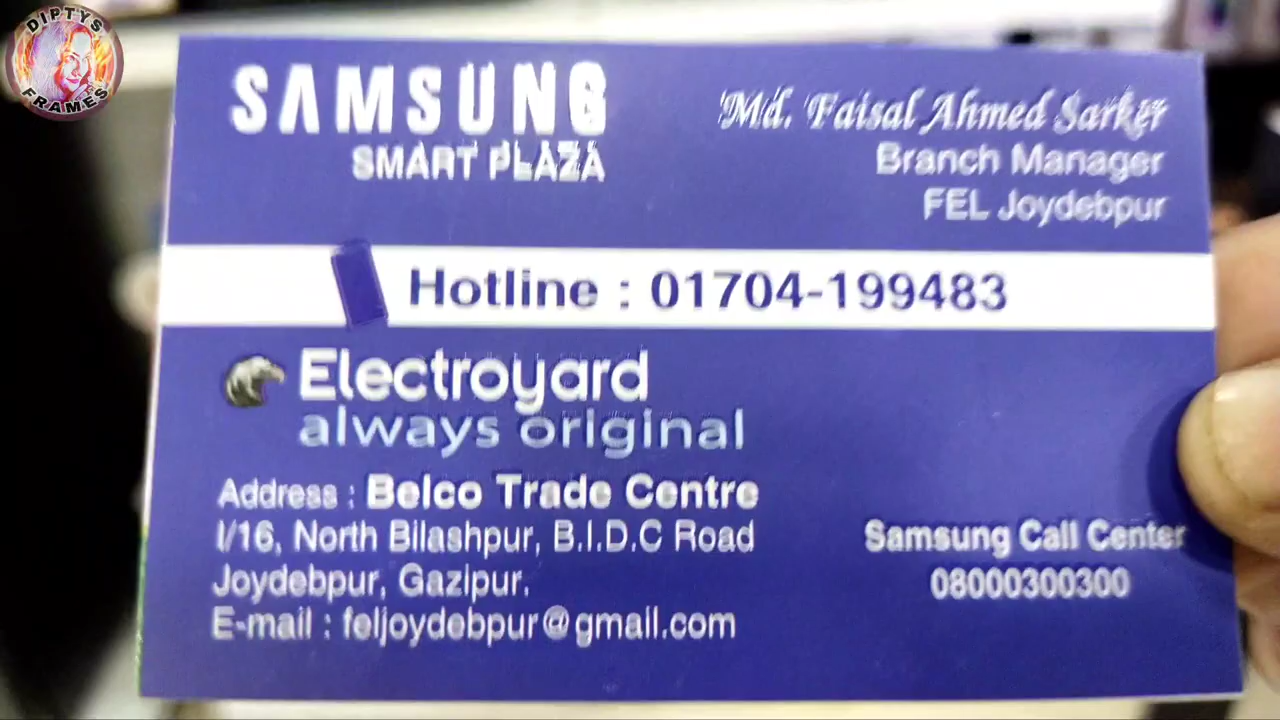 DIPTYS
FRAMES
SAMSUNG
SMART PLAZA
Md. Faisal Ahmed Sarker
Branch Manager
FEL Joydebpur
Hotline : 01704-199483
Electroyard
always original
Address : Belco Trade Centre
I/16, North Bilashpur, B.I.D.C Road
Joydebpur, Gazipur.
E-mail : feljoydebpur@gmail.com
Samsung Call Center
08000300300